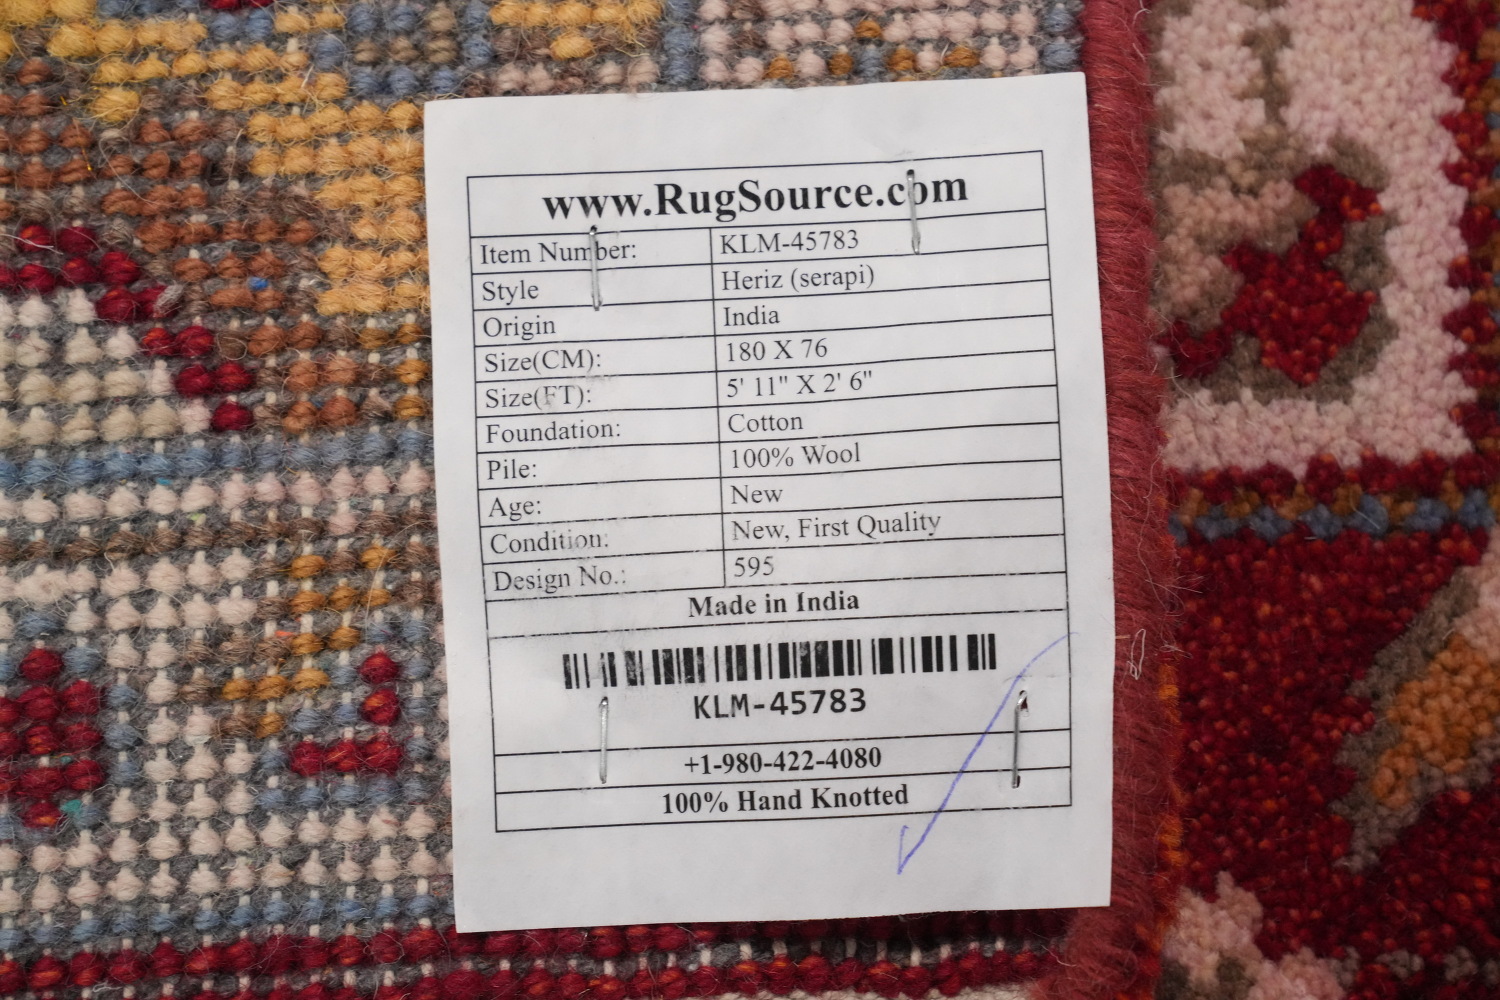 www.RugSource.com
Item Number: KLM-45783
Style Heriz (serapi)
Origin India
Size(CM): 180 X 76
Size(FT): 5' 11" X 2' 6"
Foundation: Cotton
Pile: 100% Wool
Age: New
Condition: New, First Quality
Design No.: 595
Made in India
KLM-45783
+1-980-422-4080
100% Hand Knotted